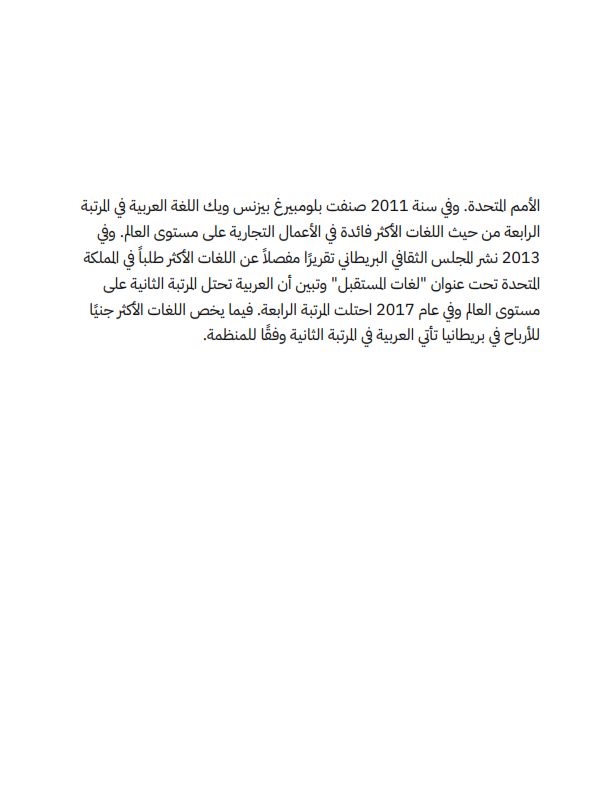 الأمم المتحدة. وفي سنة 2011 صنفت بلومبيرغ بيزنس ويك اللغة العربية في المرتبة
الرابعة من حيث اللغات الأكثر فائدة في الأعمال التجارية على مستوى العالم. وفي
2013 نشر المجلس الثقافي البريطاني تقريرًا مفصلاً عن اللغات الأكثر طلباً في المملكة
المتحدة تحت عنوان "لغات المستقبل" وتبين أن العربية تحتل المرتبة الثانية على
مستوى العالم وفي عام 2017 احتلت المرتبة الرابعة. فيما يخص اللغات الأكثر جنيًا
للأرباح في بريطانيا تأتي العربية في المرتبة الثانية وفقًا للمنظمة.